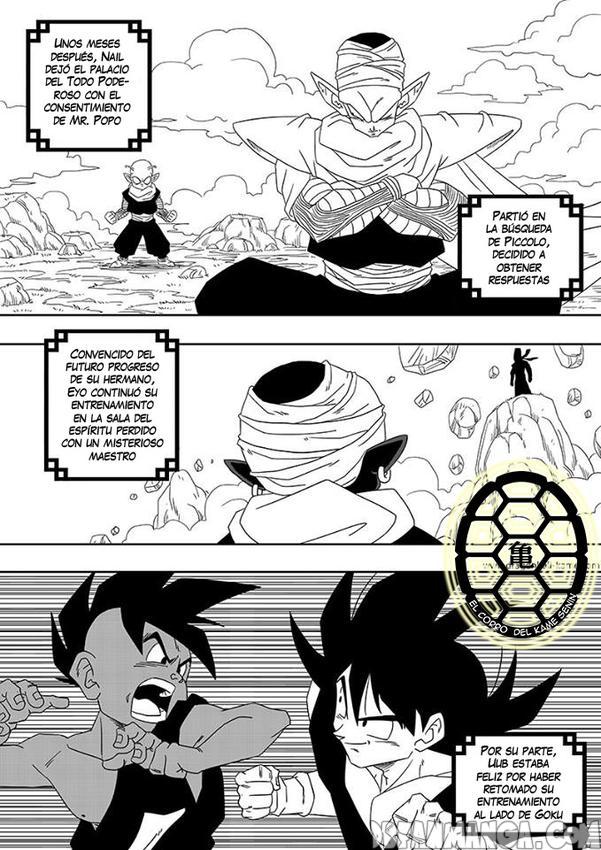 Unos meses
después, Nail
dejó el palacio
del Todo Pode-
roso con el
consentimiento
de Mr. Popo
Partió en
la búsqueda
de Piccolo,
decidido a
obtener
respuestas
Convencido del
futuro progreso
de su hermano,
Eyo continuó su
entrenamiento
en la sala del
espíritu perdido
con un misterioso
maestro
亀
El Corro del Kame Senin
Por su parte,
Uub estaba
feliz por haber
retomado su
entrenamiento
al lado de Goku